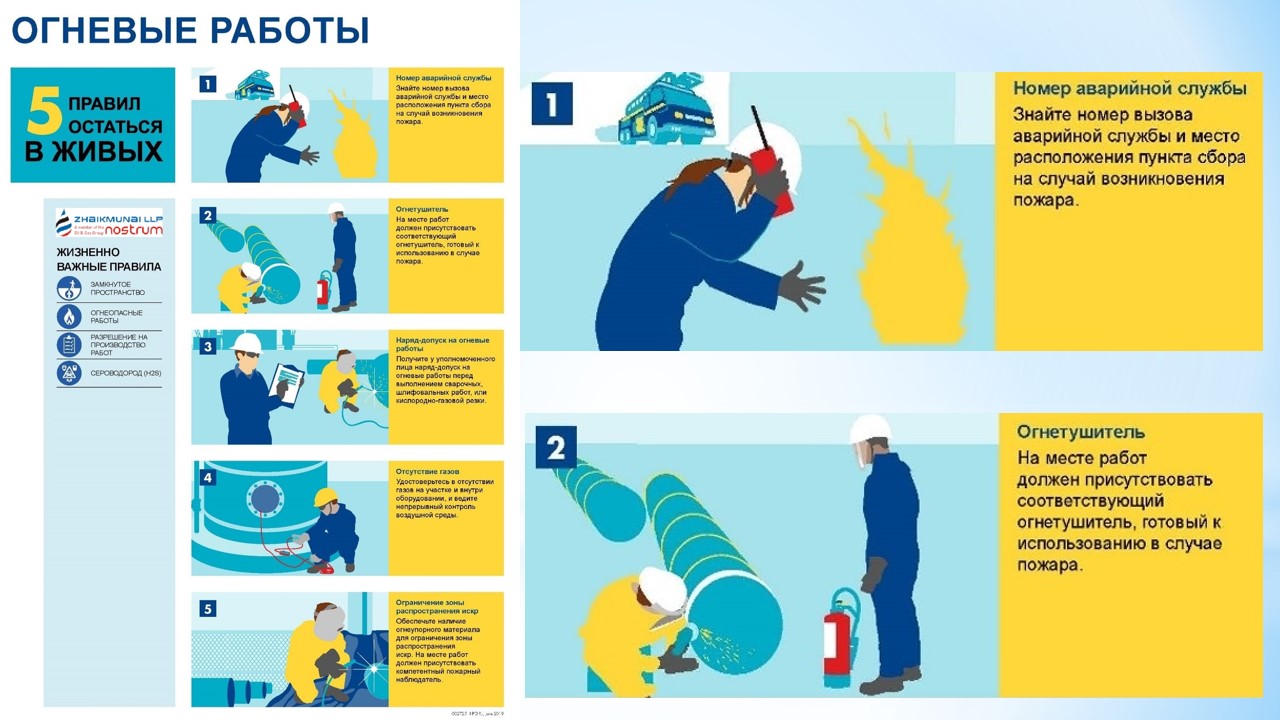 ОГНЕВЫЕ РАБОТЫ
5 ПРАВИЛ
ОСТАТЬСЯ
В ЖИВЫХ
ZHAIKMUNAI LLP
A member of the
nostrum
ЖИЗНЕННО
ВАЖНЫЕ ПРАВИЛА
ЗАМКНУТОЕ
ПРОСТРАНСТВО
ОГНЕОПАСНЫЕ
РАБОТЫ
РАЗРЕШЕНИЕ НА
ПРОИЗВОДСТВО
РАБОТ
СЕРОВОДОРОД (H2S)
1
Номер аварийной службы
Знайте номер вызова
аварийной службы и место
расположения пункта сбора
на случай возникновения
пожара.
2
Огнетушитель
На месте работ
должен присутствовать
соответствующий
огнетушитель, готовый к
использованию в случае
пожара.
3
Наряд-допуск на огневые
работы
Получите у уполномоченного
лица наряд-допуск на
огневые работы перед
выполнением сварочных,
шлифовальных работ, или
кислородно-газовой резки.
4
Отсутствие газов
Удостоверьтесь в отсутствии
газов на участке и внутри
оборудовании, и ведите
непрерывный контроль
воздушной среды.
5
Ограничение зоны
распространения искр
Обеспечьте наличие
огнеупорного материала
для ограничения зоны
распространения
искр. На месте работ
должен присутствовать
компетентный пожарный
наблюдатель.
1
Номер аварийной службы
Знайте номер вызова
аварийной службы и место
расположения пункта сбора
на случай возникновения
пожара.
2
Огнетушитель
На месте работ
должен присутствовать
соответствующий
огнетушитель, готовый к
использованию в случае
пожара.